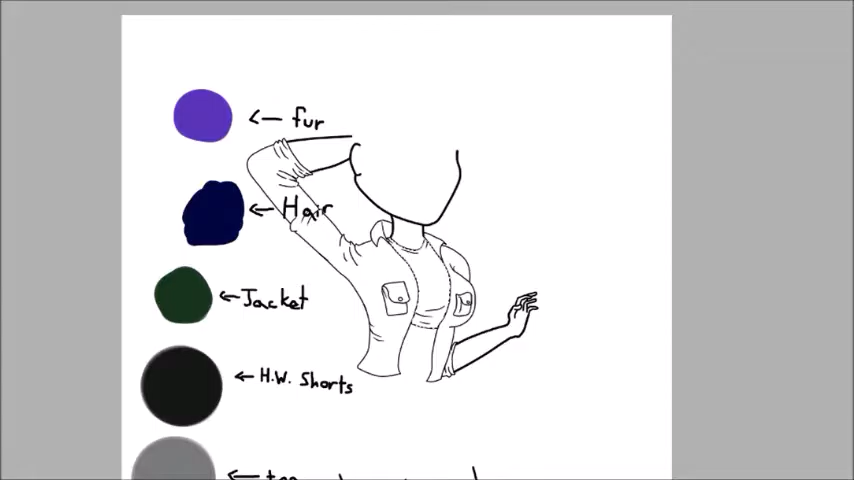 <— fur
<— Hair
<— Jacket
<— H.W. Shorts